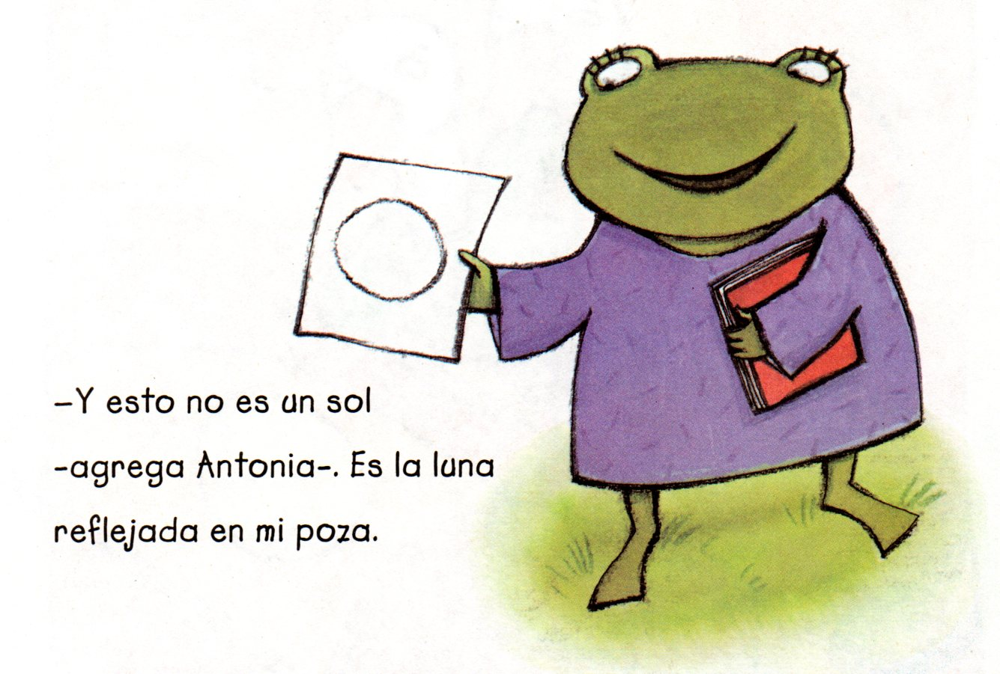 –Y esto no es un sol
-agrega Antonia-. Es la luna
reflejada en mi poza.